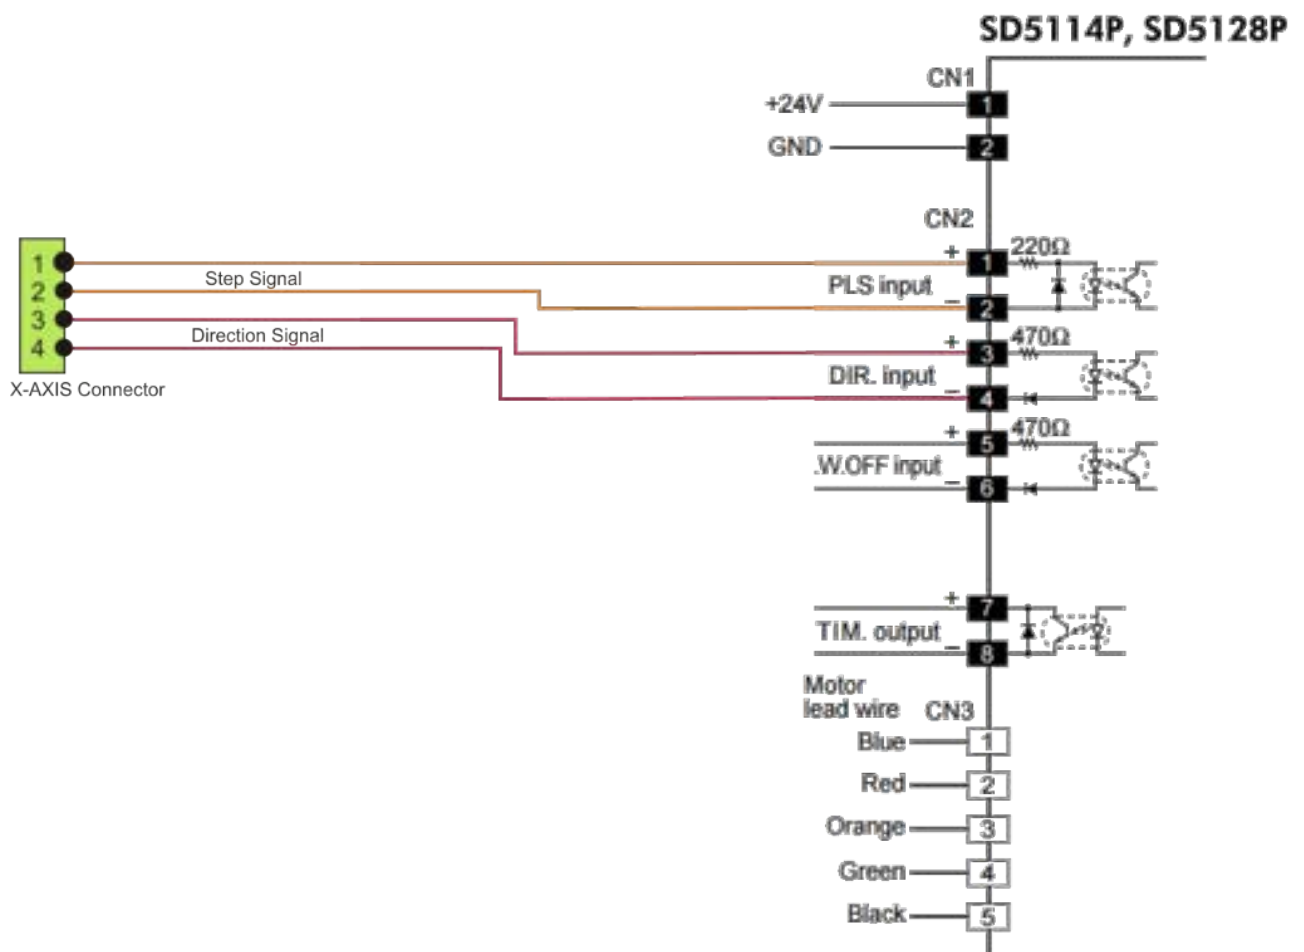 SD5114P, SD5128P
CN1
+24V 1
GND 2
CN2
+ 1 220Ω
PLS input
- 2
+ 3 470Ω
DIR. input
- 4
+ 5 470Ω
.W.OFF input
- 6
+ 7
TIM. output
- 8
Motor
lead wire CN3
Blue 1
Red 2
Orange 3
Green 4
Black 5
1
2
3
4
Step Signal
Direction Signal
X-AXIS Connector